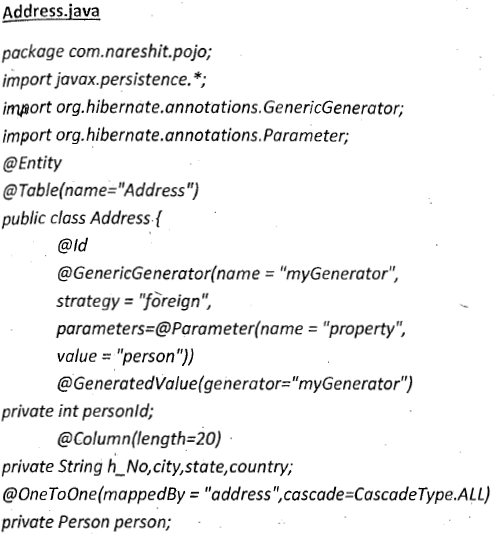 Address.java
package com.nareshit.pojo;
import javax.persistence.*;
import org.hibernate.annotations.GenericGenerator;
import org.hibernate.annotations.Parameter;
@Entity
@Table(name="Address")
public class Address {
@Id
@GenericGenerator(name = "myGenerator",
strategy = "foreign",
parameters=@Parameter(name = "property",
value = "person"))
@GeneratedValue(generator="myGenerator")
private int personId;
@Column(length=20)
private String h_No,city,state,country;
@OneToOne(mappedBy = "address",cascade=CascadeType.ALL)
private Person person;